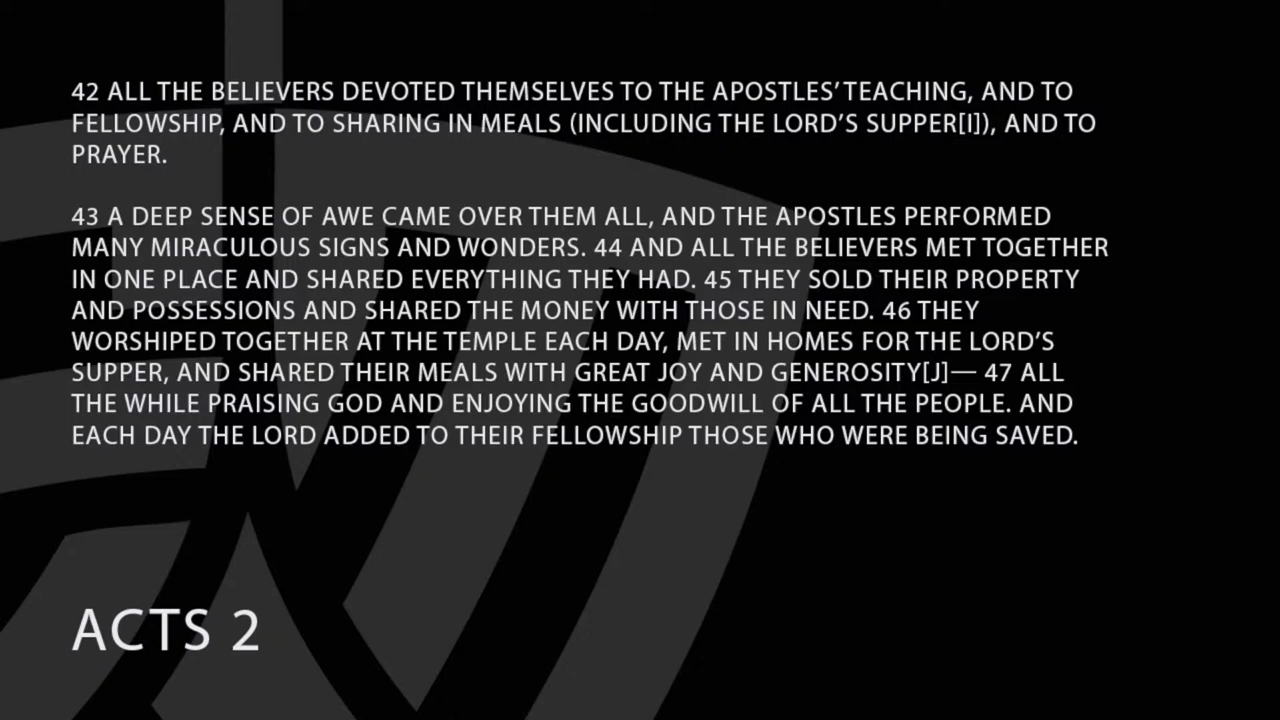 42 ALL THE BELIEVERS DEVOTED THEMSELVES TO THE APOSTLES’ TEACHING, AND TO
FELLOWSHIP, AND TO SHARING IN MEALS (INCLUDING THE LORD’S SUPPER[I]), AND TO
PRAYER.
43 A DEEP SENSE OF AWE CAME OVER THEM ALL, AND THE APOSTLES PERFORMED
MANY MIRACULOUS SIGNS AND WONDERS. 44 AND ALL THE BELIEVERS MET TOGETHER
IN ONE PLACE AND SHARED EVERYTHING THEY HAD. 45 THEY SOLD THEIR PROPERTY
AND POSSESSIONS AND SHARED THE MONEY WITH THOSE IN NEED. 46 THEY
WORSHIPED TOGETHER AT THE TEMPLE EACH DAY, MET IN HOMES FOR THE LORD’S
SUPPER, AND SHARED THEIR MEALS WITH GREAT JOY AND GENEROSITY[J]— 47 ALL
THE WHILE PRAISING GOD AND ENJOYING THE GOODWILL OF ALL THE PEOPLE. AND
EACH DAY THE LORD ADDED TO THEIR FELLOWSHIP THOSE WHO WERE BEING SAVED.
ACTS 2